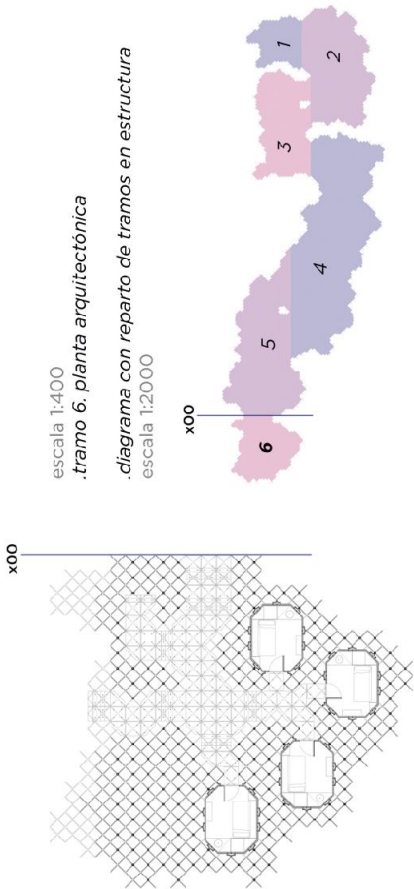 escala 1:400
.tramo 6. planta arquitectónica
.diagrama con reparto de tramos en estructura
escala 1:2000
x00
x00
1
2
3
4
5
6